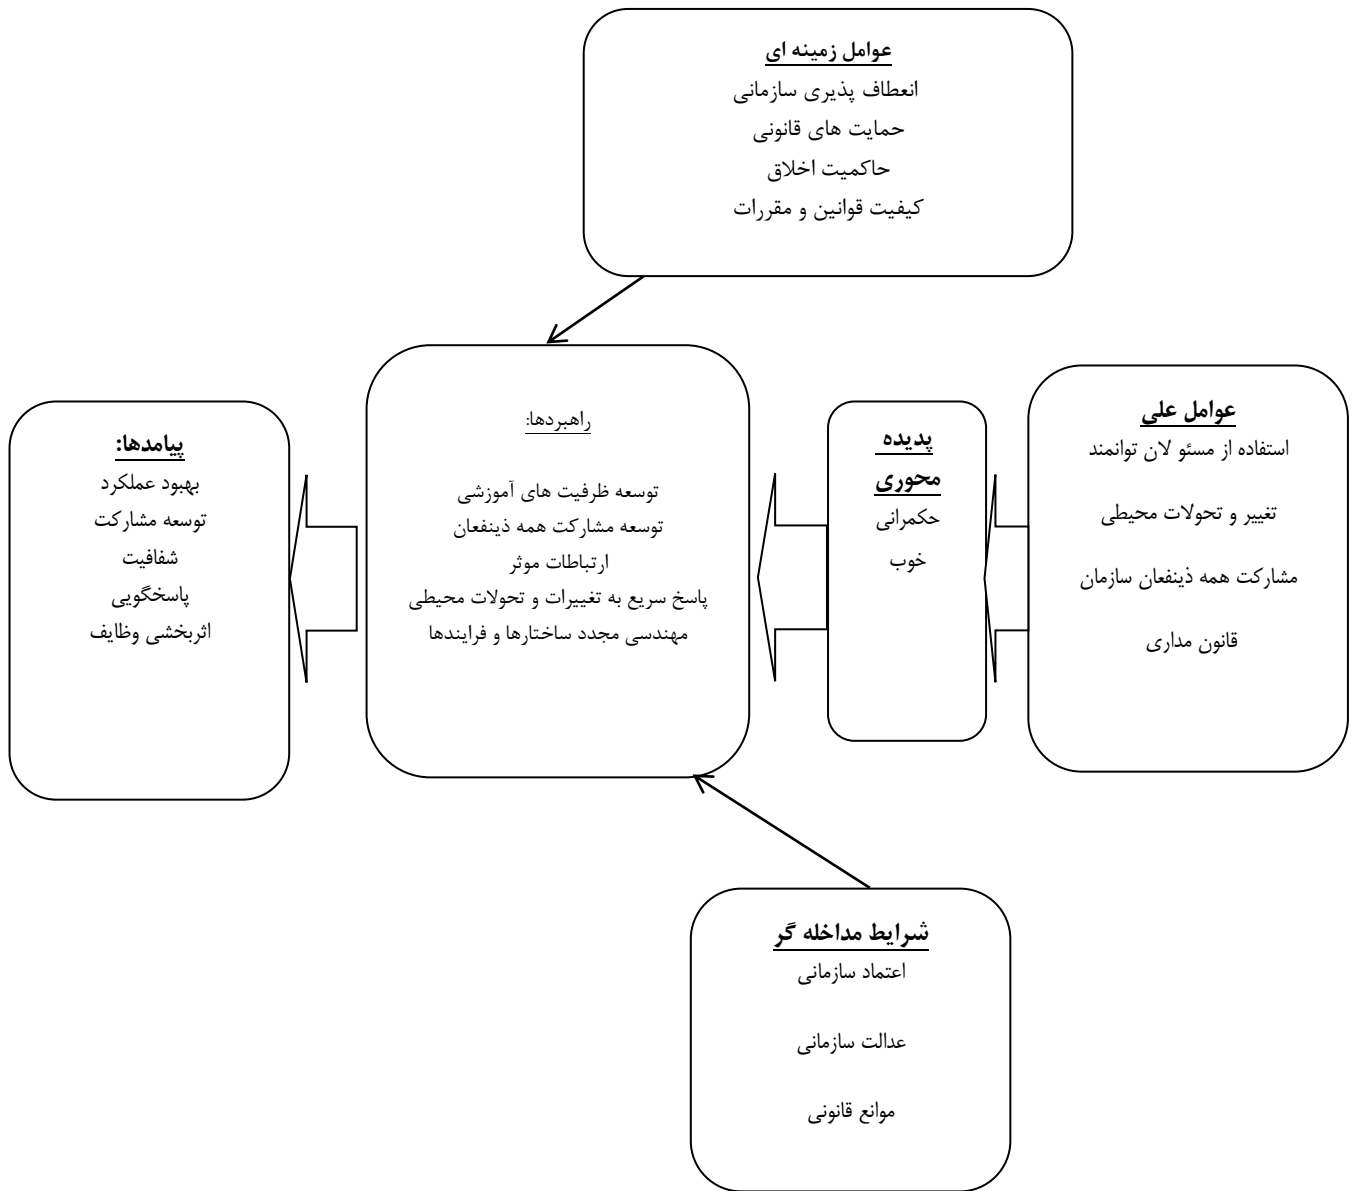 عوامل زمینه ای
انعطاف پذیری سازمانی
حمایت های قانونی
حاکمیت اخلاق
کیفیت قوانین و مقررات
عوامل علی
استفاده از مسئو لان توانمند
تغییر و تحولات محیطی
مشارکت همه ذینفعان سازمان
قانون مداری
پدیده
محوری
حکمرانی
خوب
راهبردها:
توسعه ظرفیت های آموزشی
توسعه مشارکت همه ذینفعان
ارتباطات موثر
پاسخ سریع به تغییرات و تحولات محیطی
مهندسی مجدد ساختارها و فرایندها
پیامدها:
بهبود عملکرد
توسعه مشارکت
شفافیت
پاسخگویی
اثربخشی وظایف
شرایط مداخله گر
اعتماد سازمانی
عدالت سازمانی
موانع قانونی